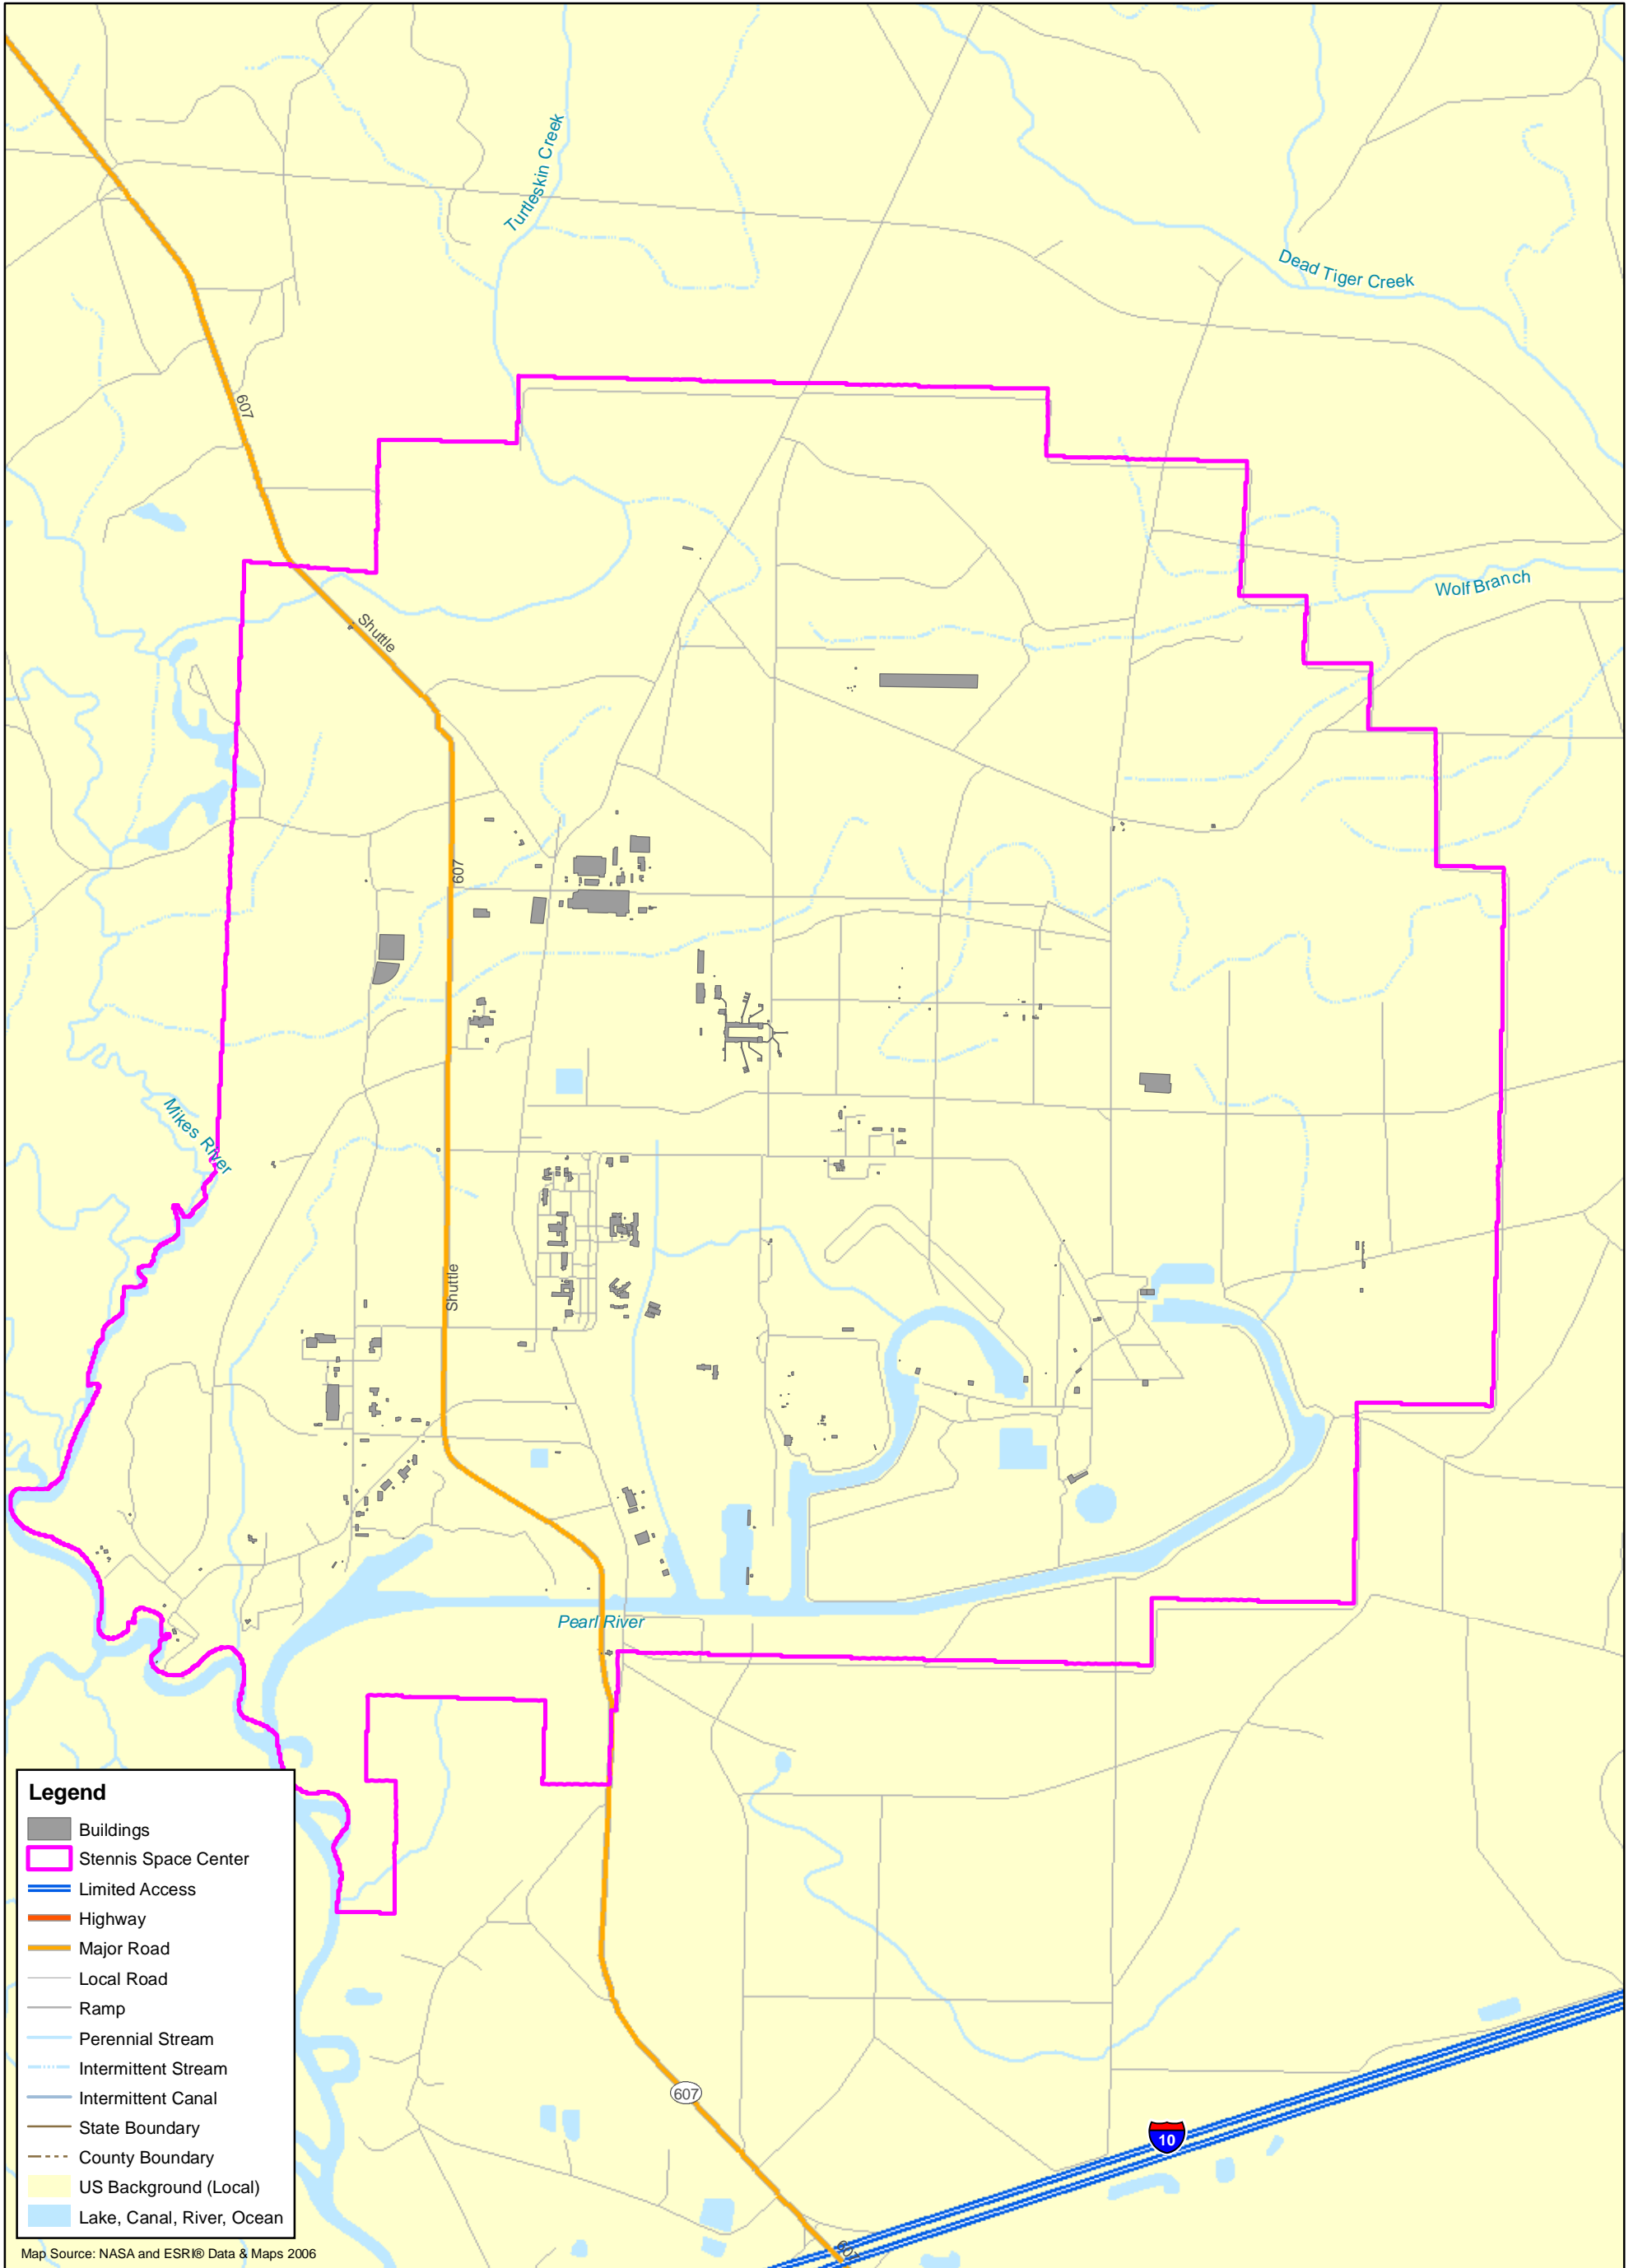 Turtleskin Creek
Dead Tiger Creek
607
Wolf Branch
Shuttle
607
Mikes River
Shuttle
Pearl River
Legend
Buildings
Stennis Space Center
Limited Access
Highway
Major Road
Local Road
Ramp
Perennial Stream
Intermittent Stream
Intermittent Canal
State Boundary
County Boundary
US Background (Local)
Lake, Canal, River, Ocean
607
10
607
Map Source: NASA and ESRI® Data & Maps 2006